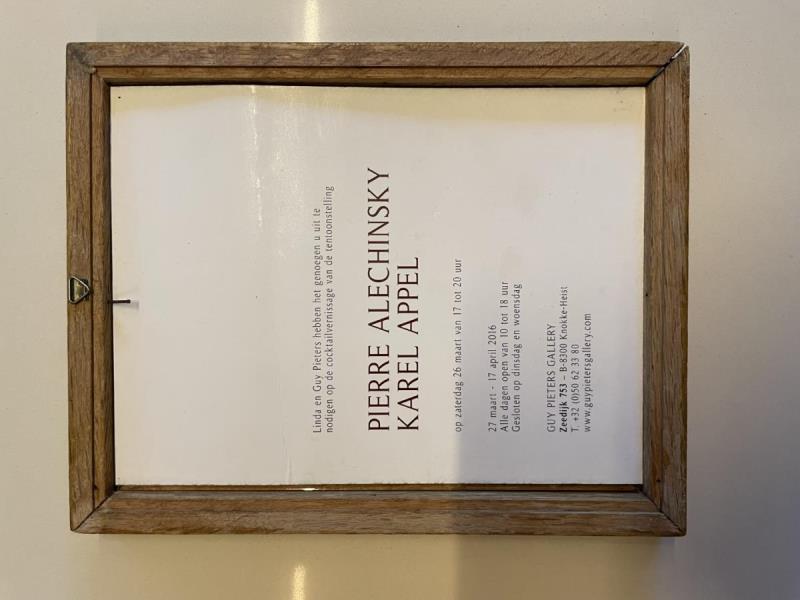 Linda en Guy Pieters hebben het genoegen u uit te
nodigen op de cocktailvernissage van de tentoonstelling
PIERRE ALECHINSKY
KAREL APPEL
op zaterdag 26 maart van 17 tot 20 uur
27 maart - 17 april 2016
Alle dagen open van 10 tot 18 uur
Gesloten op dinsdag en woensdag
GUY PIETERS GALLERY
Zeedijk 753 – B-8300 Knokke-Heist
T. +32 (0)50 62 33 80
www.guypietersgallery.com